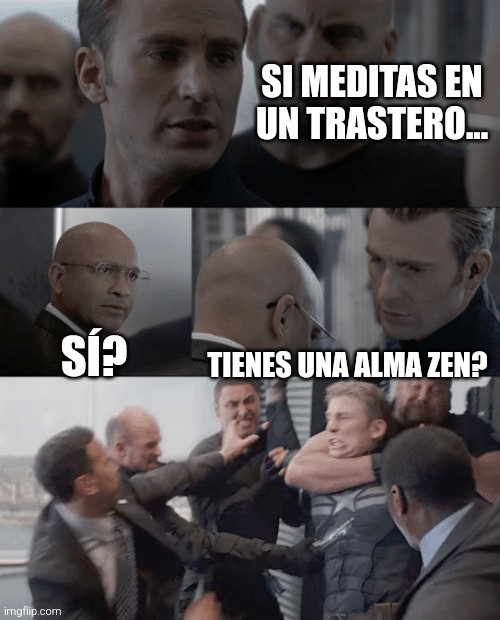 SI MEDITAS EN
UN TRASTERO...
SÍ?
TIENES UNA ALMA ZEN?
imgflip.com